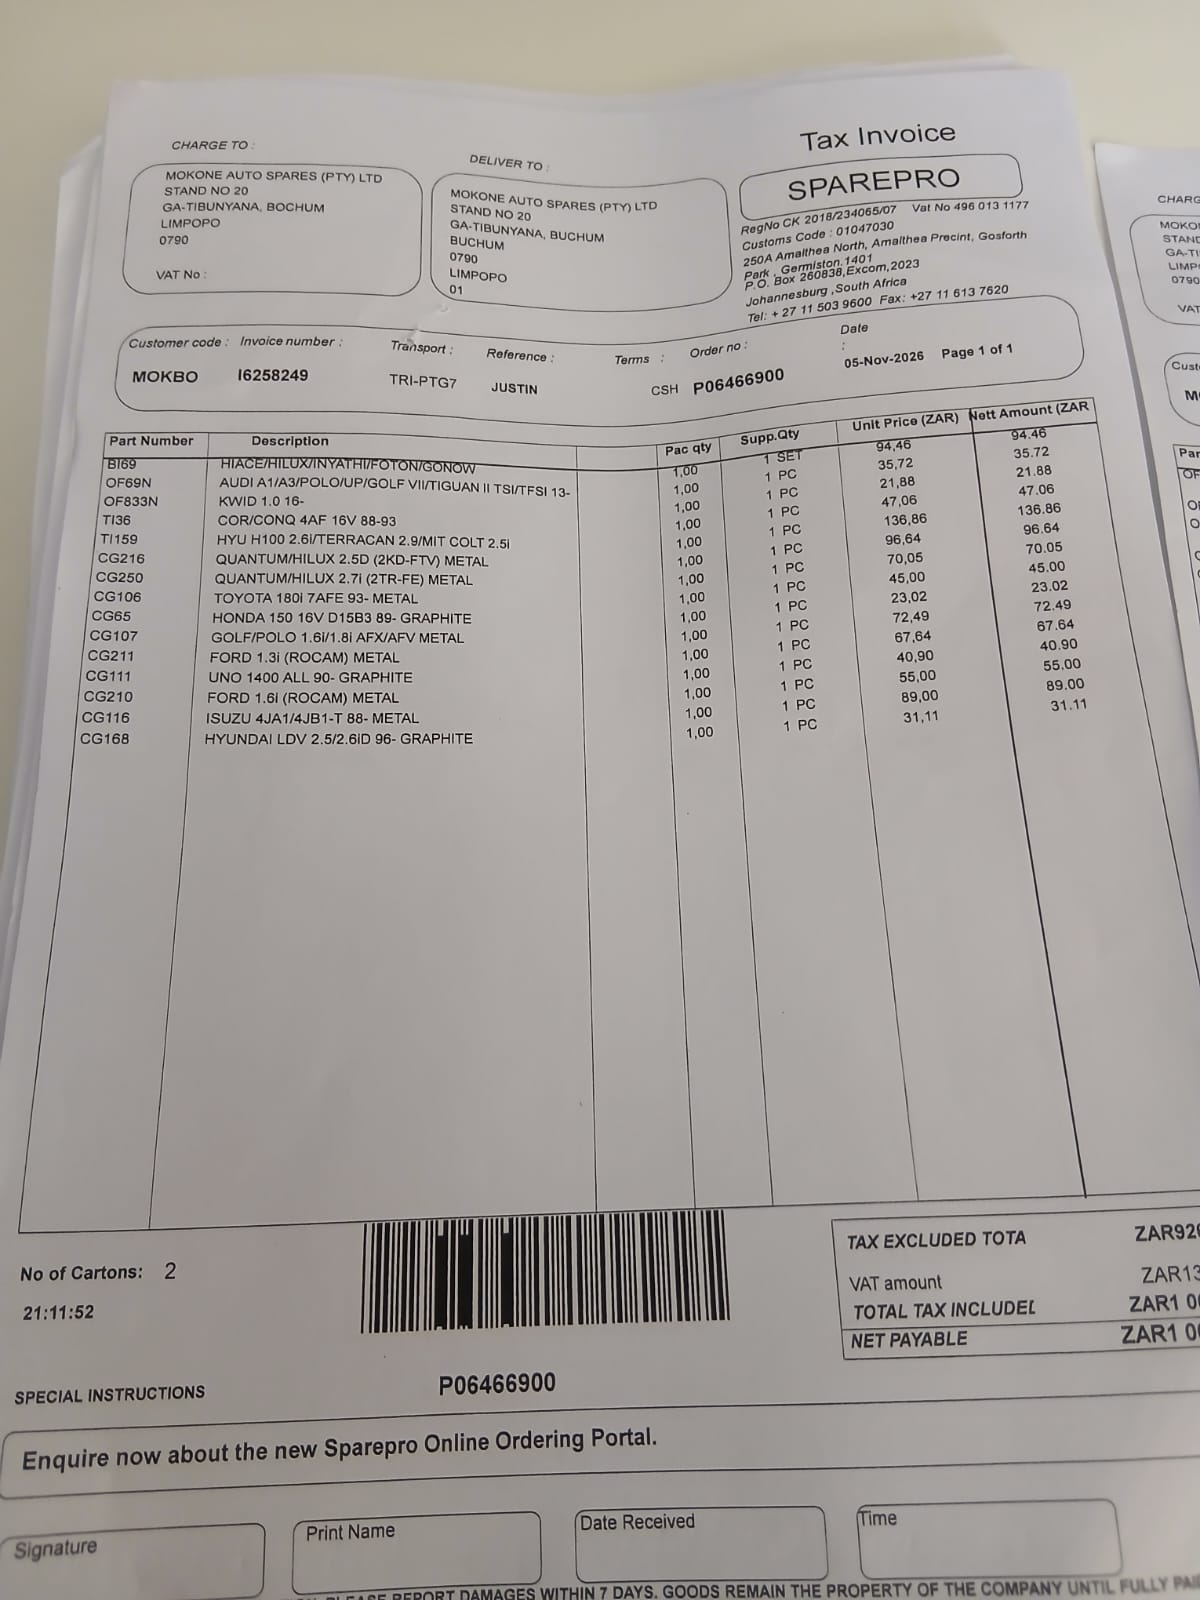 Tax Invoice
CHARGE TO :
MOKONE AUTO SPARES (PTY) LTD
STAND NO 20
GA-TIBUNYANA, BOCHUM
LIMPOPO
0790
VAT No :
DELIVER TO :
MOKONE AUTO SPARES (PTY) LTD
STAND NO 20
GA-TIBUNYANA, BUCHUM
BUCHUM
0790
LIMPOPO
01
SPAREPRO
RegNo CK 2018/234065/07 Vat No 496 013 1177
Customs Code : 01047030
250A Amalthea North, Amalthea Precint, Gosforth
Park , Germiston.1401
P.O. Box 260838,Excom,2023
Johannesburg ,South Africa
Tel: + 27 11 503 9600 Fax: +27 11 613 7620
Customer code : Invoice number : Transport : Reference : Terms : Order no : Date :
MOKBO I6258249 TRI-PTG7 JUSTIN CSH P06466900 05-Nov-2026 Page 1 of 1
Part Number Description Pac qty Supp.Qty Unit Price (ZAR) Nett Amount (ZAR
BI69 HIACE/HILUX/INYATHI/FOTON/GONOW 1,00 1 SET 94,46 94.46
OF69N AUDI A1/A3/POLO/UP/GOLF VII/TIGUAN II TSI/TFSI 13- 1,00 1 PC 35,72 35.72
OF833N KWID 1.0 16- 1,00 1 PC 21,88 21.88
TI36 COR/CONQ 4AF 16V 88-93 1,00 1 PC 47,06 47.06
TI159 HYU H100 2.6i/TERRACAN 2.9/MIT COLT 2.5i 1,00 1 PC 136,86 136.86
CG216 QUANTUM/HILUX 2.5D (2KD-FTV) METAL 1,00 1 PC 96,64 96.64
CG250 QUANTUM/HILUX 2.7i (2TR-FE) METAL 1,00 1 PC 70,05 70.05
CG106 TOYOTA 180i 7AFE 93- METAL 1,00 1 PC 45,00 45.00
CG65 HONDA 150 16V D15B3 89- GRAPHITE 1,00 1 PC 23,02 23.02
CG107 GOLF/POLO 1.6i/1.8i AFX/AFV METAL 1,00 1 PC 72,49 72.49
CG211 FORD 1.3i (ROCAM) METAL 1,00 1 PC 67,64 67.64
CG111 UNO 1400 ALL 90- GRAPHITE 1,00 1 PC 40,90 40.90
CG210 FORD 1.6i (ROCAM) METAL 1,00 1 PC 55,00 55.00
CG116 ISUZU 4JA1/4JB1-T 88- METAL 1,00 1 PC 89,00 89.00
CG168 HYUNDAI LDV 2.5/2.6iD 96- GRAPHITE 1,00 1 PC 31,11 31.11
No of Cartons: 2
21:11:52
TAX EXCLUDED TOTA
VAT amount
TOTAL TAX INCLUDEL
NET PAYABLE
P06466900
SPECIAL INSTRUCTIONS
Enquire now about the new Sparepro Online Ordering Portal.
Signature
Print Name
Date Received
Time
REPORT DAMAGES WITHIN 7 DAYS. GOODS REMAIN THE PROPERTY OF THE COMPANY UNTIL FULLY